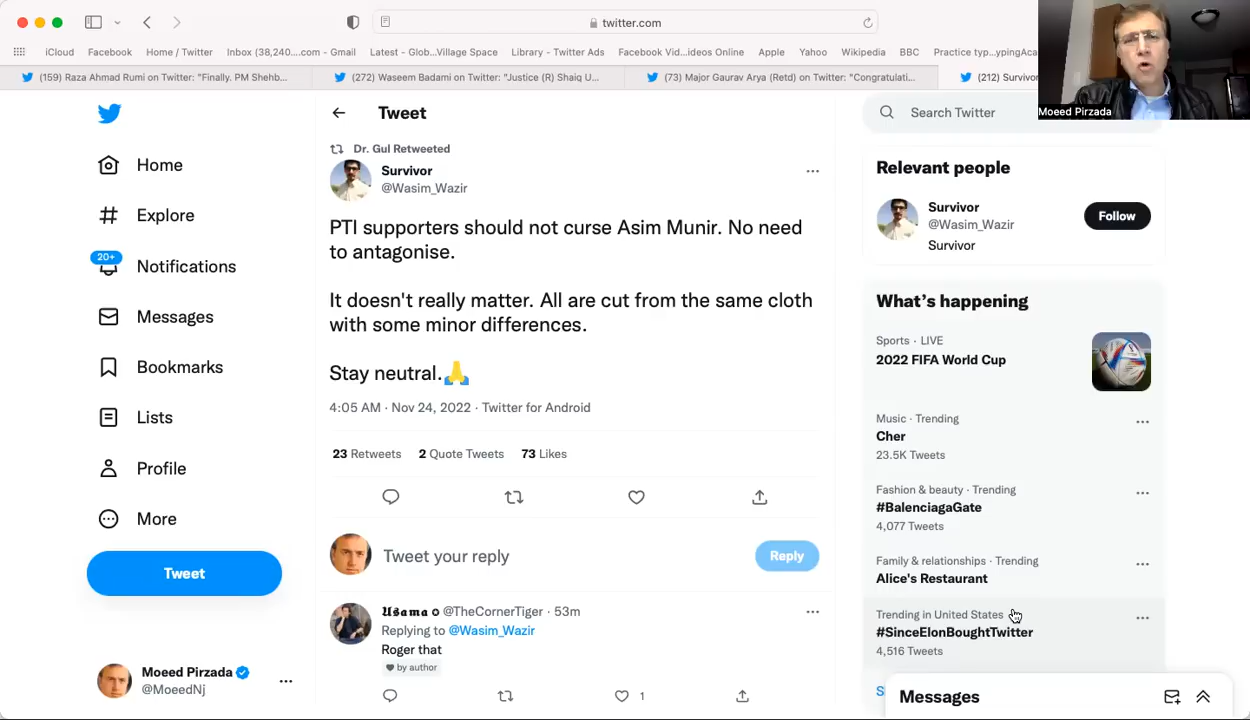 twitter.com
iCloud Facebook Home / Twitter Inbox (38,240....com - Gmail Latest - Glob...Village Space Library - Twitter Ads Facebook Vid...ideos Online Apple Yahoo Wikipedia BBC Practice typ...ypingAca
(159) Raza Ahmad Rumi on Twitter: "Finally. PM Shehb...
(272) Waseem Badami on Twitter: "Justice (R) Shaiq U...
(73) Major Gaurav Arya (Retd) on Twitter: "Congratulati...
(212) Survivo
Moeed Pirzada
Home
Explore
20+
Notifications
Messages
Bookmarks
Lists
Profile
More
Tweet
Moeed Pirzada
@MoeedNj
Tweet
Dr. Gul Retweeted
Survivor
@Wasim_Wazir
PTI supporters should not curse Asim Munir. No need
to antagonise.
It doesn't really matter. All are cut from the same cloth
with some minor differences.
Stay neutral.🙏
4:05 AM · Nov 24, 2022 · Twitter for Android
23 Retweets 2 Quote Tweets 73 Likes
Tweet your reply
Reply
𝖀𝖘𝖆𝖒𝖆 @TheCornerTiger · 53m
Replying to @Wasim_Wazir
Roger that
by author
1
Search Twitter
Relevant people
Survivor
@Wasim_Wazir
Follow
Survivor
What's happening
Sports · LIVE
2022 FIFA World Cup
Music · Trending
Cher
23.5K Tweets
Fashion & beauty · Trending
#BalenciagaGate
4,077 Tweets
Family & relationships · Trending
Alice's Restaurant
Trending in United States
#SinceElonBoughtTwitter
4,516 Tweets
S
Messages